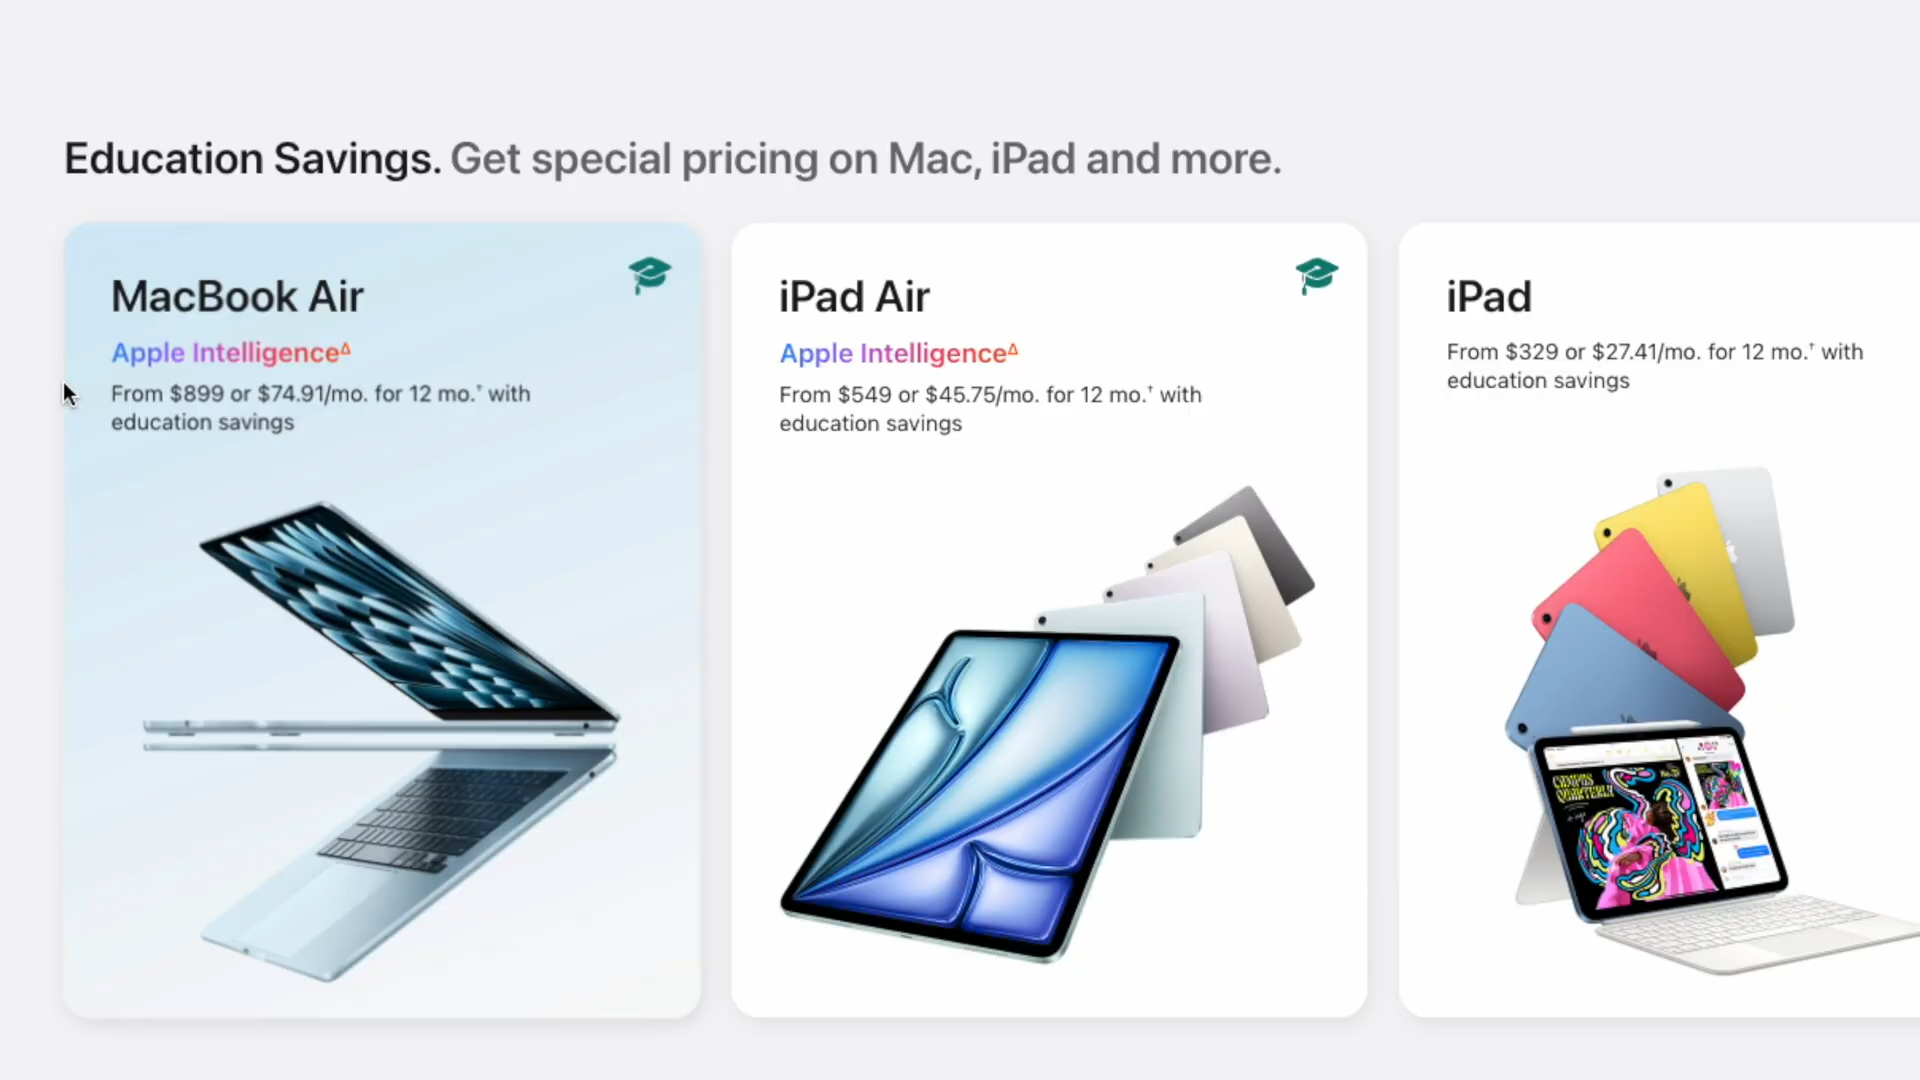 Education Savings. Get special pricing on Mac, iPad and more.
MacBook Air
Apple Intelligence∆
From $899 or $74.91/mo. for 12 mo.† with
education savings
iPad Air
Apple Intelligence∆
From $549 or $45.75/mo. for 12 mo.† with
education savings
iPad
From $329 or $27.41/mo. for 12 mo.† with
education savings
CAMPUS
QUARTERLY